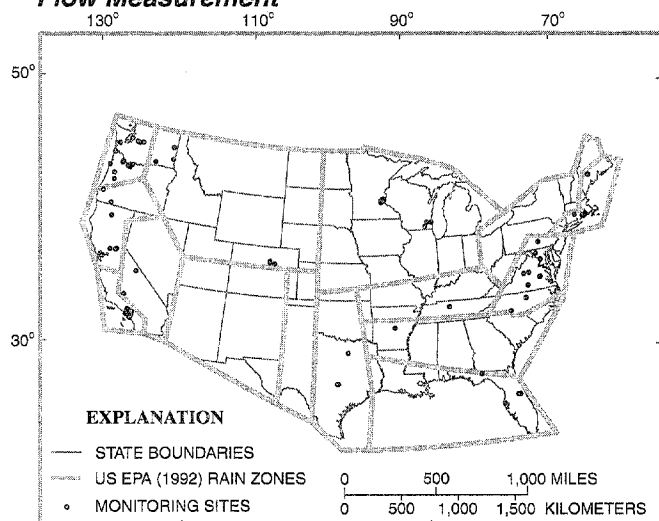 Flow Measurement
130° 110° 90° 70°
50°
30°
EXPLANATION
STATE BOUNDARIES
US EPA (1992) RAIN ZONES
MONITORING SITES
0 500 1,000 MILES
0 500 1,000 1,500 KILOMETERS